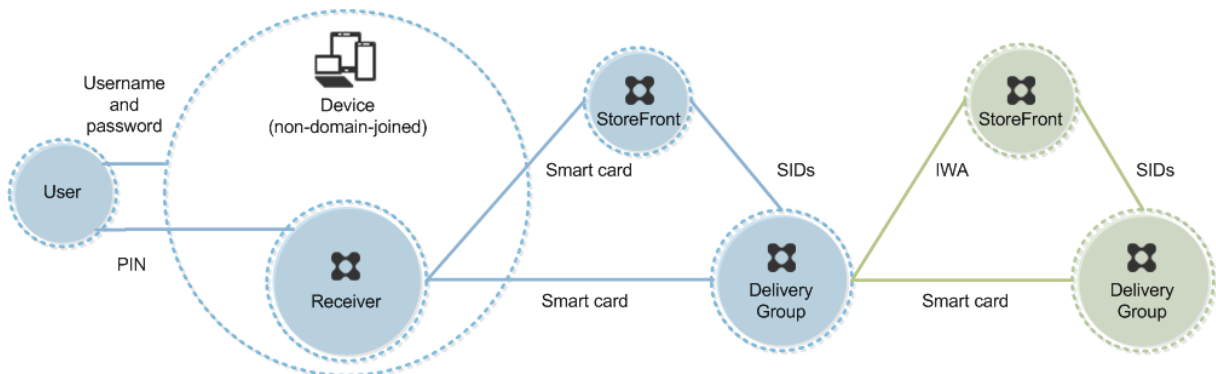 Username
and
password
Device
(non-domain-joined)
User
PIN
Receiver
StoreFront
Smart card
SIDs
Smart card
Delivery
Group
StoreFront
IWA
SIDs
Smart card
Delivery
Group